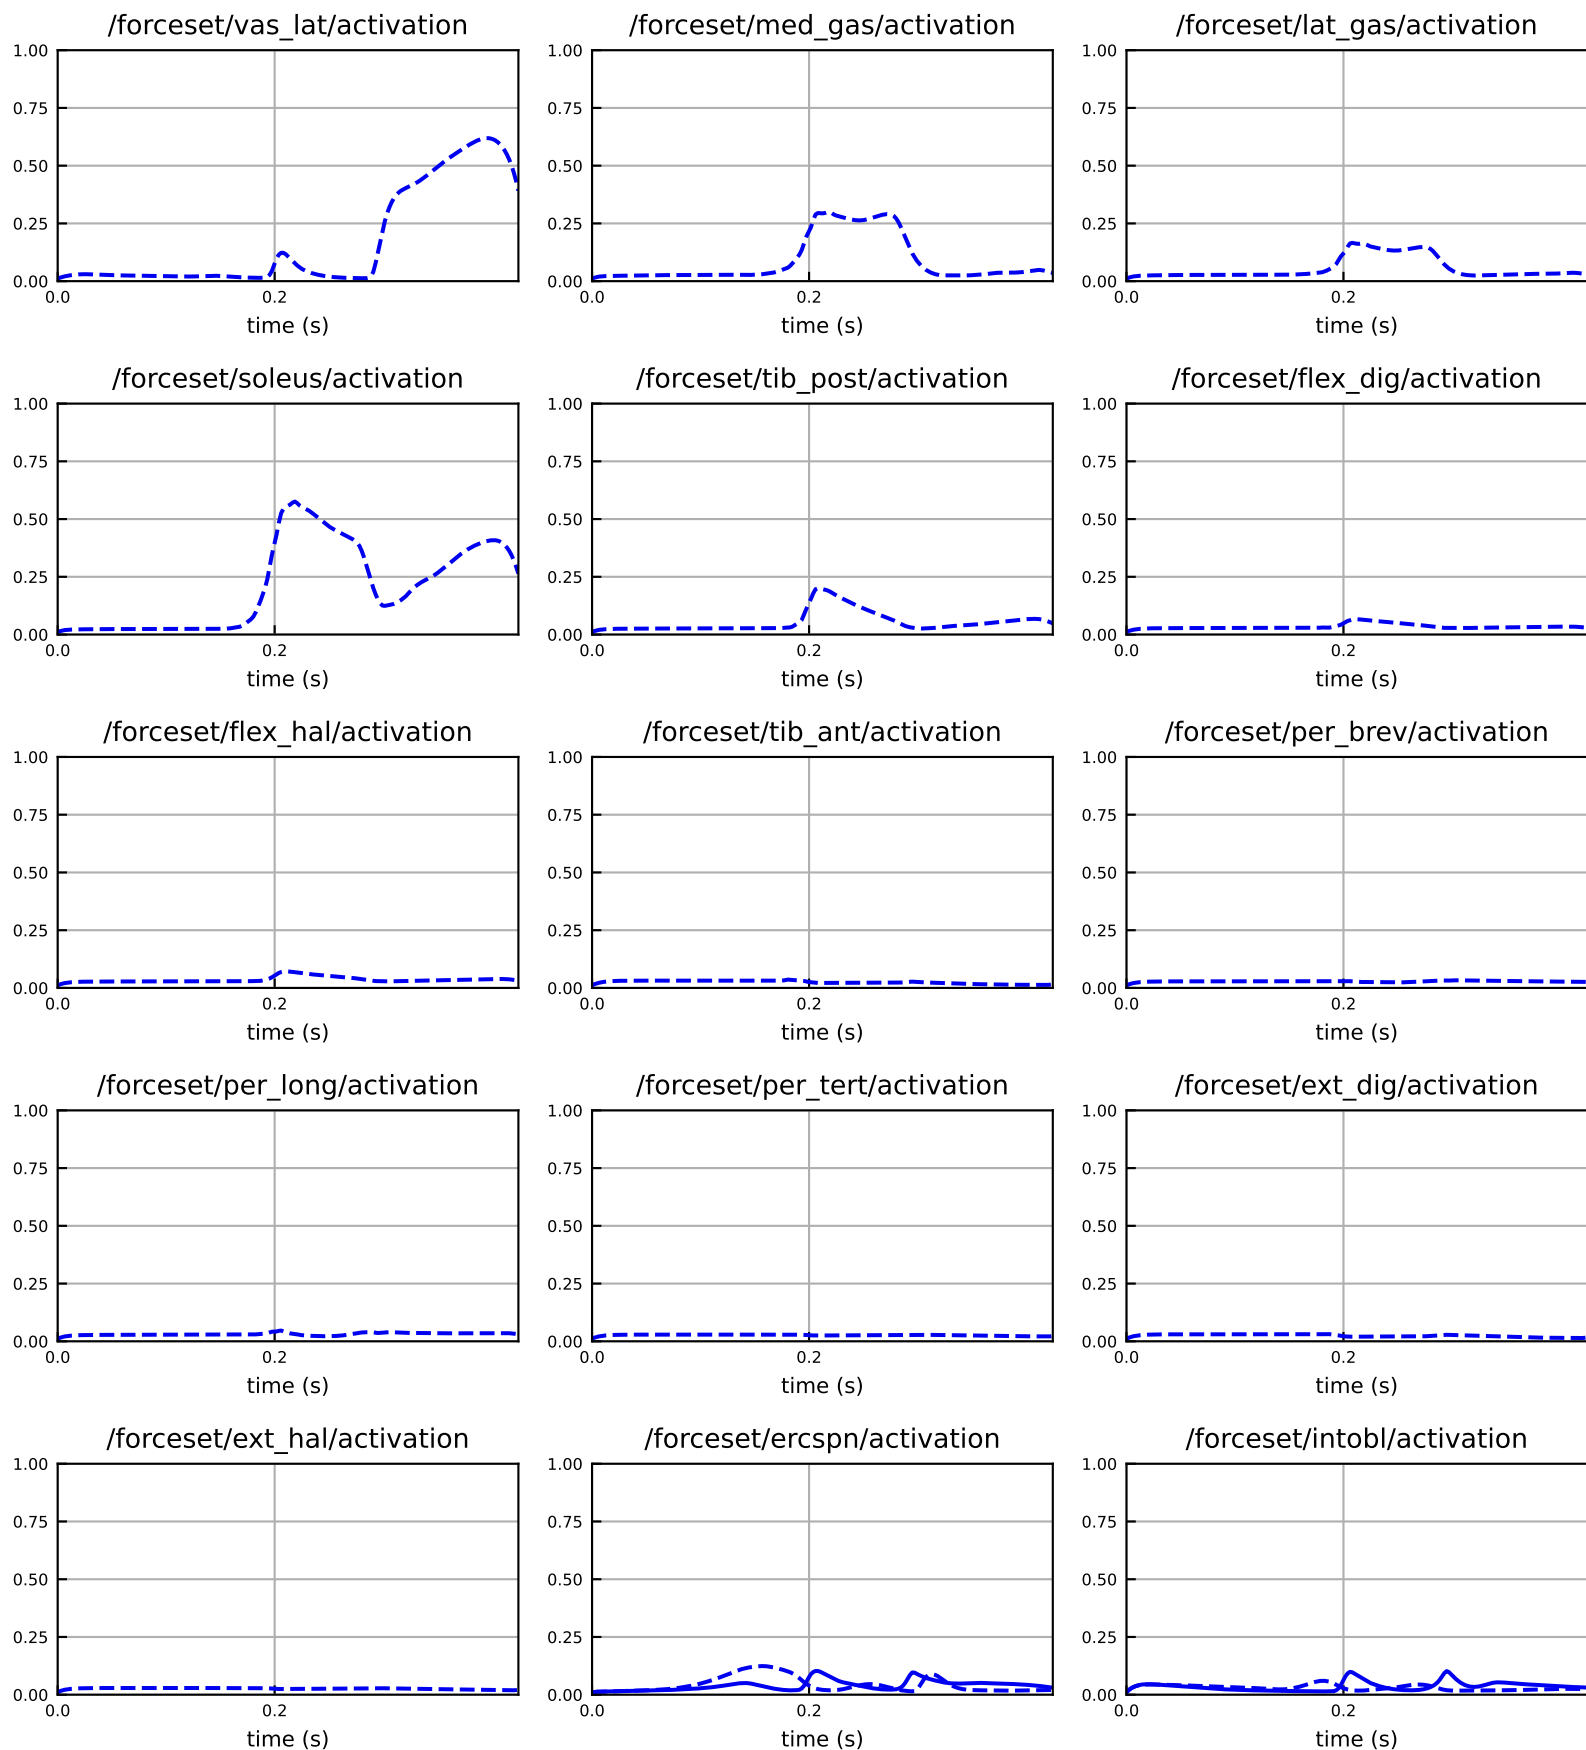 /forceset/vas_lat/activation /forceset/med_gas/activation /forceset/lat_gas/activation
1.00 1.00 1.00
0.75 0.75 0.75
0.50 0.50 0.50
0.25 0.25 0.25
0.00 0.00 0.00
0.0 0.2 0.0 0.2 0.0 0.2
time (s) time (s) time (s)
/forceset/soleus/activation /forceset/tib_post/activation /forceset/flex_dig/activation
1.00 1.00 1.00
0.75 0.75 0.75
0.50 0.50 0.50
0.25 0.25 0.25
0.00 0.00 0.00
0.0 0.2 0.0 0.2 0.0 0.2
time (s) time (s) time (s)
/forceset/flex_hal/activation /forceset/tib_ant/activation /forceset/per_brev/activation
1.00 1.00 1.00
0.75 0.75 0.75
0.50 0.50 0.50
0.25 0.25 0.25
0.00 0.00 0.00
0.0 0.2 0.0 0.2 0.0 0.2
time (s) time (s) time (s)
/forceset/per_long/activation /forceset/per_tert/activation /forceset/ext_dig/activation
1.00 1.00 1.00
0.75 0.75 0.75
0.50 0.50 0.50
0.25 0.25 0.25
0.00 0.00 0.00
0.0 0.2 0.0 0.2 0.0 0.2
time (s) time (s) time (s)
/forceset/ext_hal/activation /forceset/ercspn/activation /forceset/intobl/activation
1.00 1.00 1.00
0.75 0.75 0.75
0.50 0.50 0.50
0.25 0.25 0.25
0.00 0.00 0.00
0.0 0.2 0.0 0.2 0.0 0.2
time (s) time (s) time (s)